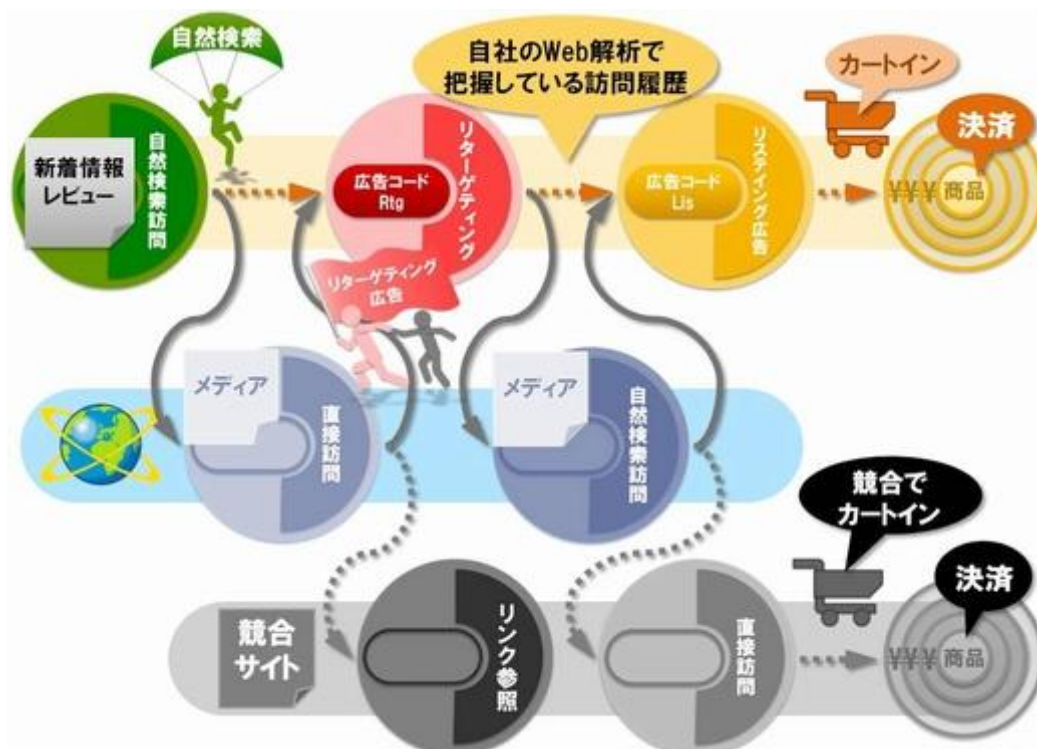 自然検索
自社のWeb解析で
把握している訪問履歴
カートイン
決済
新着情報
レビュー
自然検索訪問
広告コード
Rtg
リターゲティング
広告コード
Lis
リスティング広告
¥¥¥商品
リターゲティング
広告
メディア
直接訪問
メディア
自然検索訪問
競合で
カートイン
決済
競合
サイト
リンク参照
直接訪問
¥¥¥商品